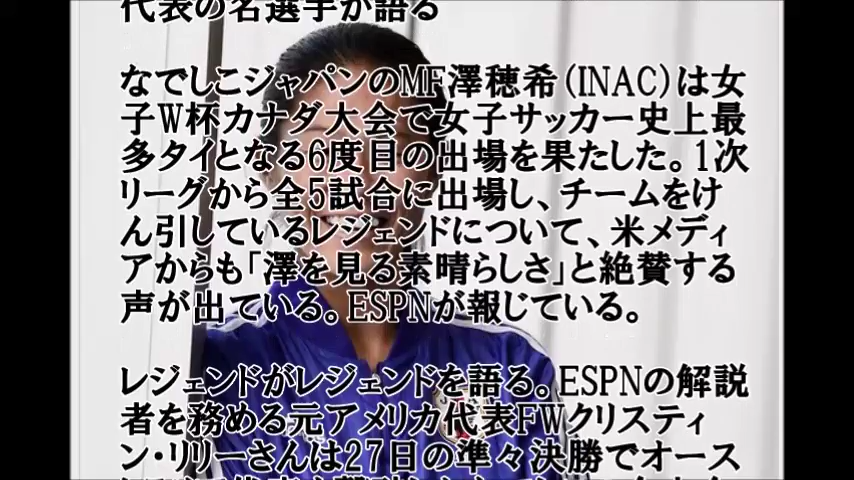 代表の名選手が語る
なでしこジャパンのMF澤穂希(INAC)は女
子W杯カナダ大会で女子サッカー史上最
多タイとなる6度目の出場を果たした。1次
リーグから全5試合に出場し、チームをけ
ん引しているレジェンドについて、米メディ
アからも「澤を見る素晴らしさ」と絶賛する
声が出ている。ESPNが報じている。
レジェンドがレジェンドを語る。ESPNの解説
者を務める元アメリカ代表FWクリスティ
ン・リリーさんは27日の準々決勝でオース